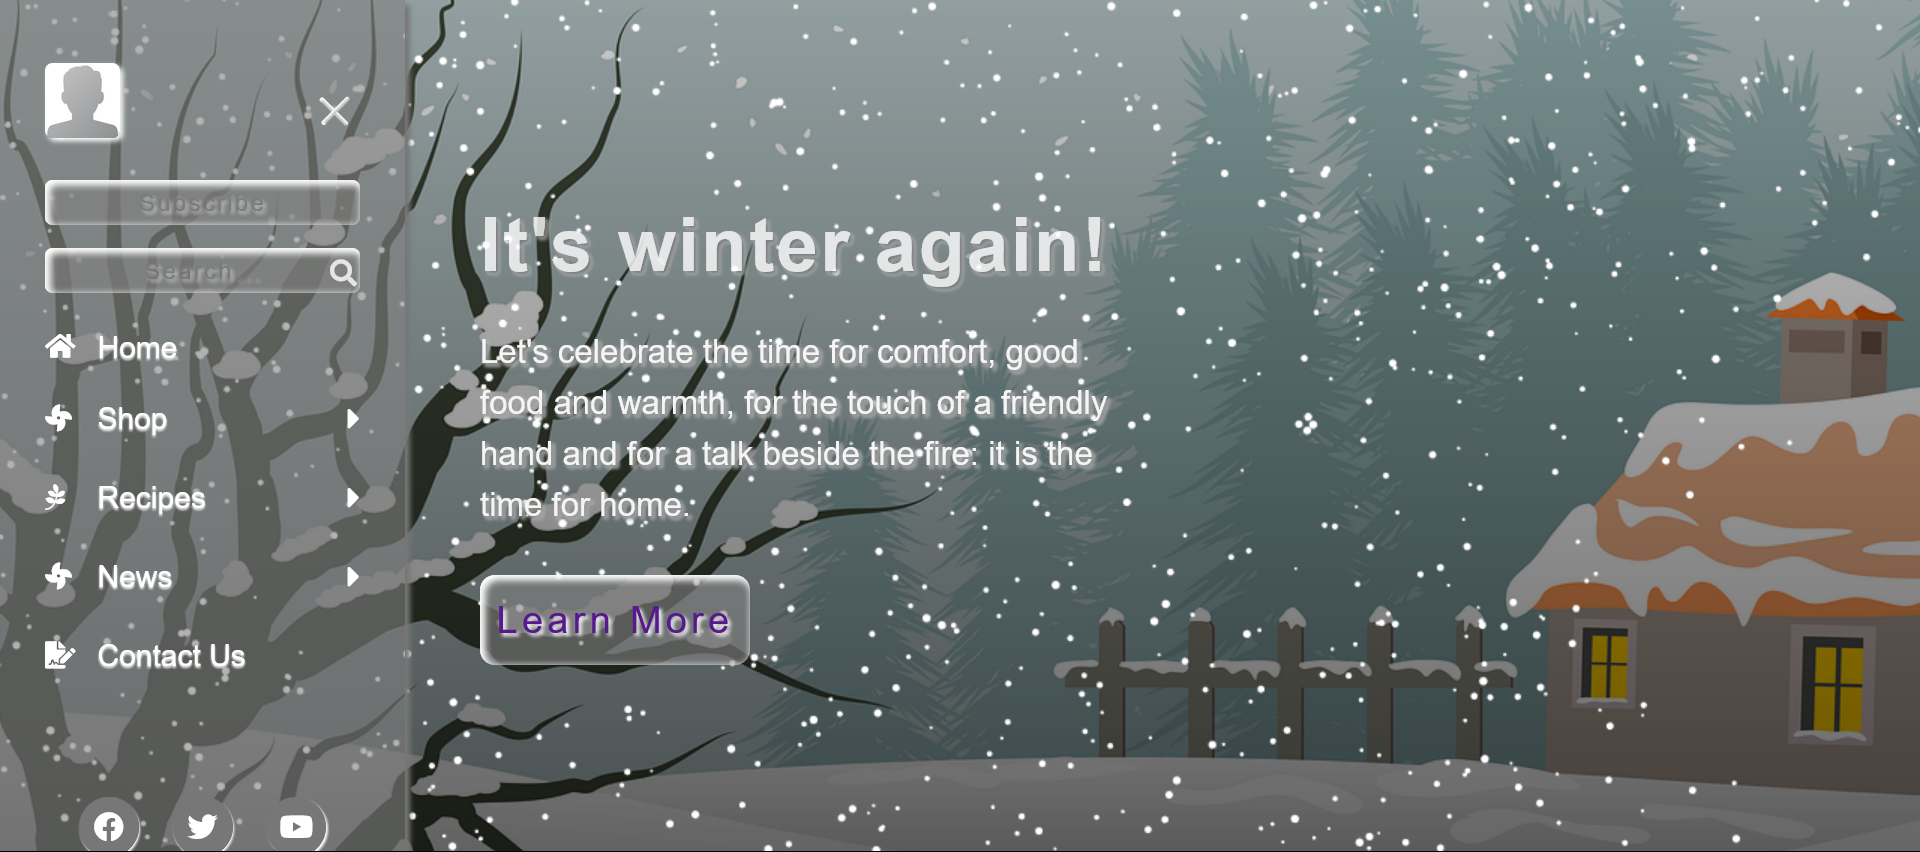 Subscribe
Search ...
Home
Shop
Recipes
News
Contact Us
It's winter again!
Let's celebrate the time for comfort, good
food and warmth, for the touch of a friendly
hand and for a talk beside the fire: it is the
time for home.
Learn More